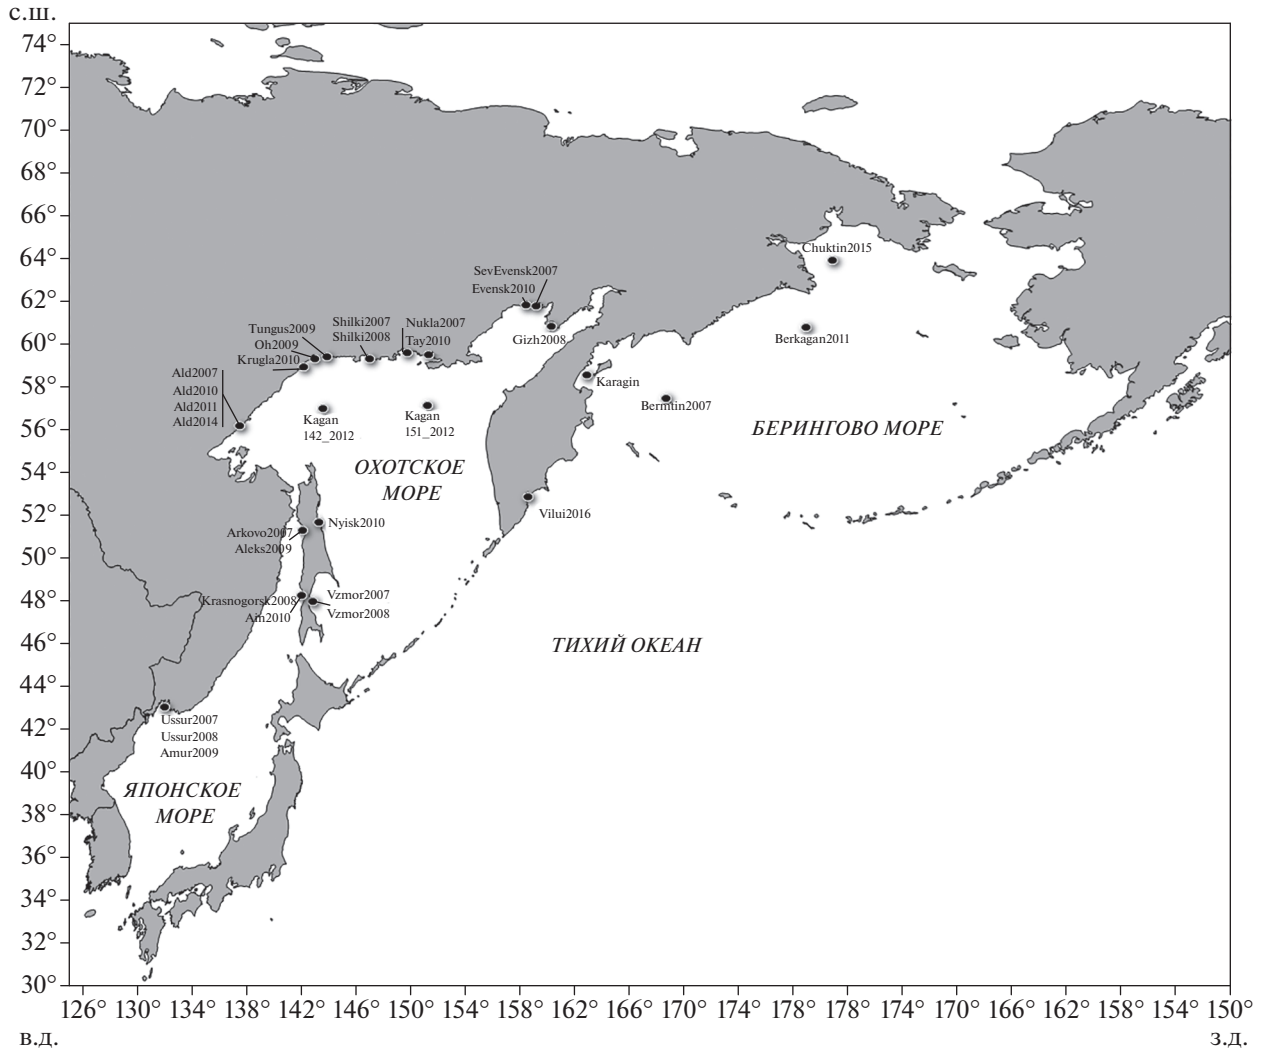 с.ш.
74°
72°
70°
68°
66°
64°
62°
60°
58°
56°
54°
52°
50°
48°
46°
44°
42°
40°
38°
36°
34°
32°
30°
Chuktin2015
SevEvensk2007
Evensk2010
Gizh2008
Berkagan2011
Tungus2009
Oh2009
Krugla2010
Shilki2007
Shilki2008
Nukla2007
Tay2010
Ald2007
Ald2010
Ald2011
Ald2014
Karagin
Bermtin2007
Kagan
142_2012
Kagan
151_2012
БЕРИНГОВО МОРЕ
ОХОТСКОЕ
МОРЕ
Vilui2016
Nyisk2010
Arkovo2007
Aleks2009
Krasnogorsk2008
Ain2010
Vzmor2007
Vzmor2008
ТИХИЙ ОКЕАН
Ussur2007
Ussur2008
Amur2009
ЯПОНСКОЕ
МОРЕ
126° 130° 134° 138° 142° 146° 150° 154° 158° 162° 166° 170° 174° 178° 178° 174° 170° 166° 162° 158° 154° 150°
в.д. з.д.